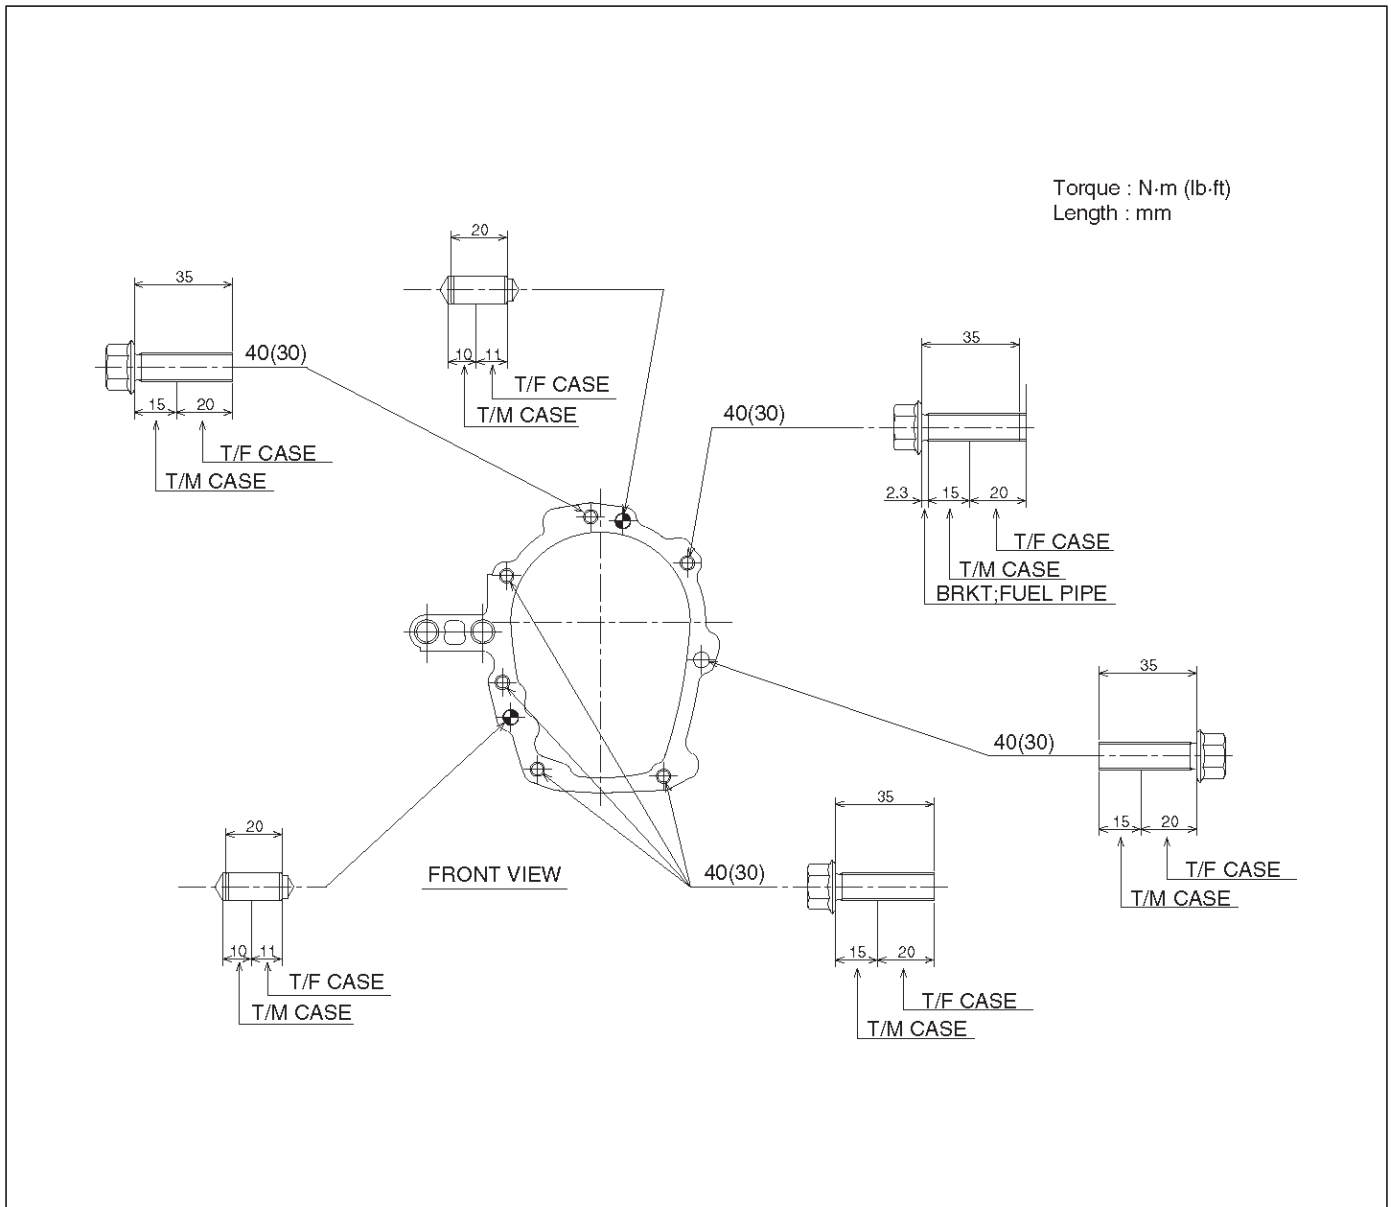 Torque : N·m (lb·ft)
Length : mm
20
10
11
T/F CASE
T/M CASE
35
40(30)
15
20
T/F CASE
T/M CASE
35
40(30)
2.3
15
20
T/F CASE
T/M CASE
BRKT;FUEL PIPE
35
40(30)
15
20
T/F CASE
T/M CASE
35
40(30)
15
20
T/F CASE
T/M CASE
FRONT VIEW
20
10
11
T/F CASE
T/M CASE